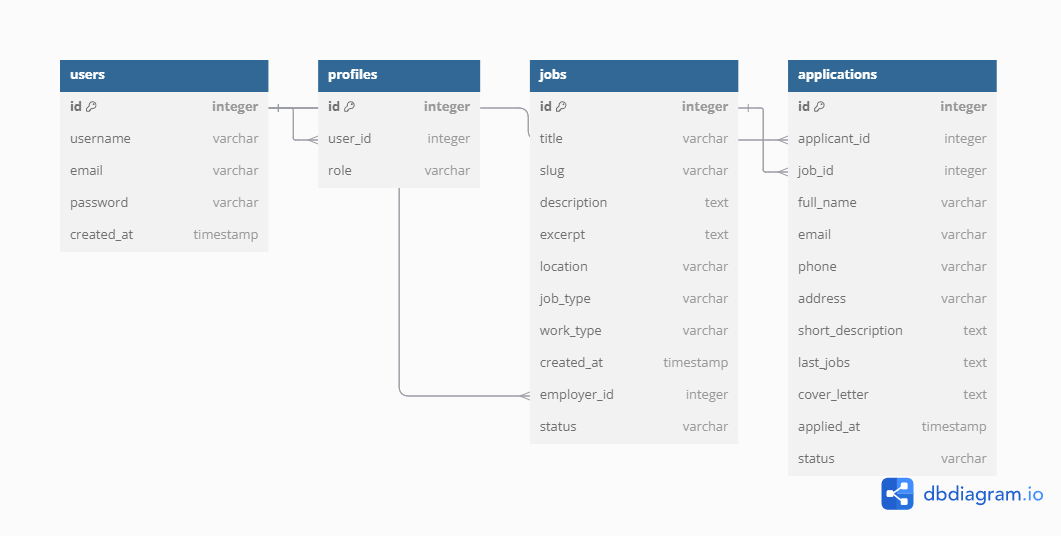 users
id integer
username varchar
email varchar
password varchar
created_at timestamp
profiles
id integer
user_id integer
role varchar
jobs
id integer
title varchar
slug varchar
description text
excerpt text
location varchar
job_type varchar
work_type varchar
created_at timestamp
employer_id integer
status varchar
applications
id integer
applicant_id integer
job_id integer
full_name varchar
email varchar
phone varchar
address varchar
short_description text
last_jobs text
cover_letter text
applied_at timestamp
status varchar
dbdiagram.io